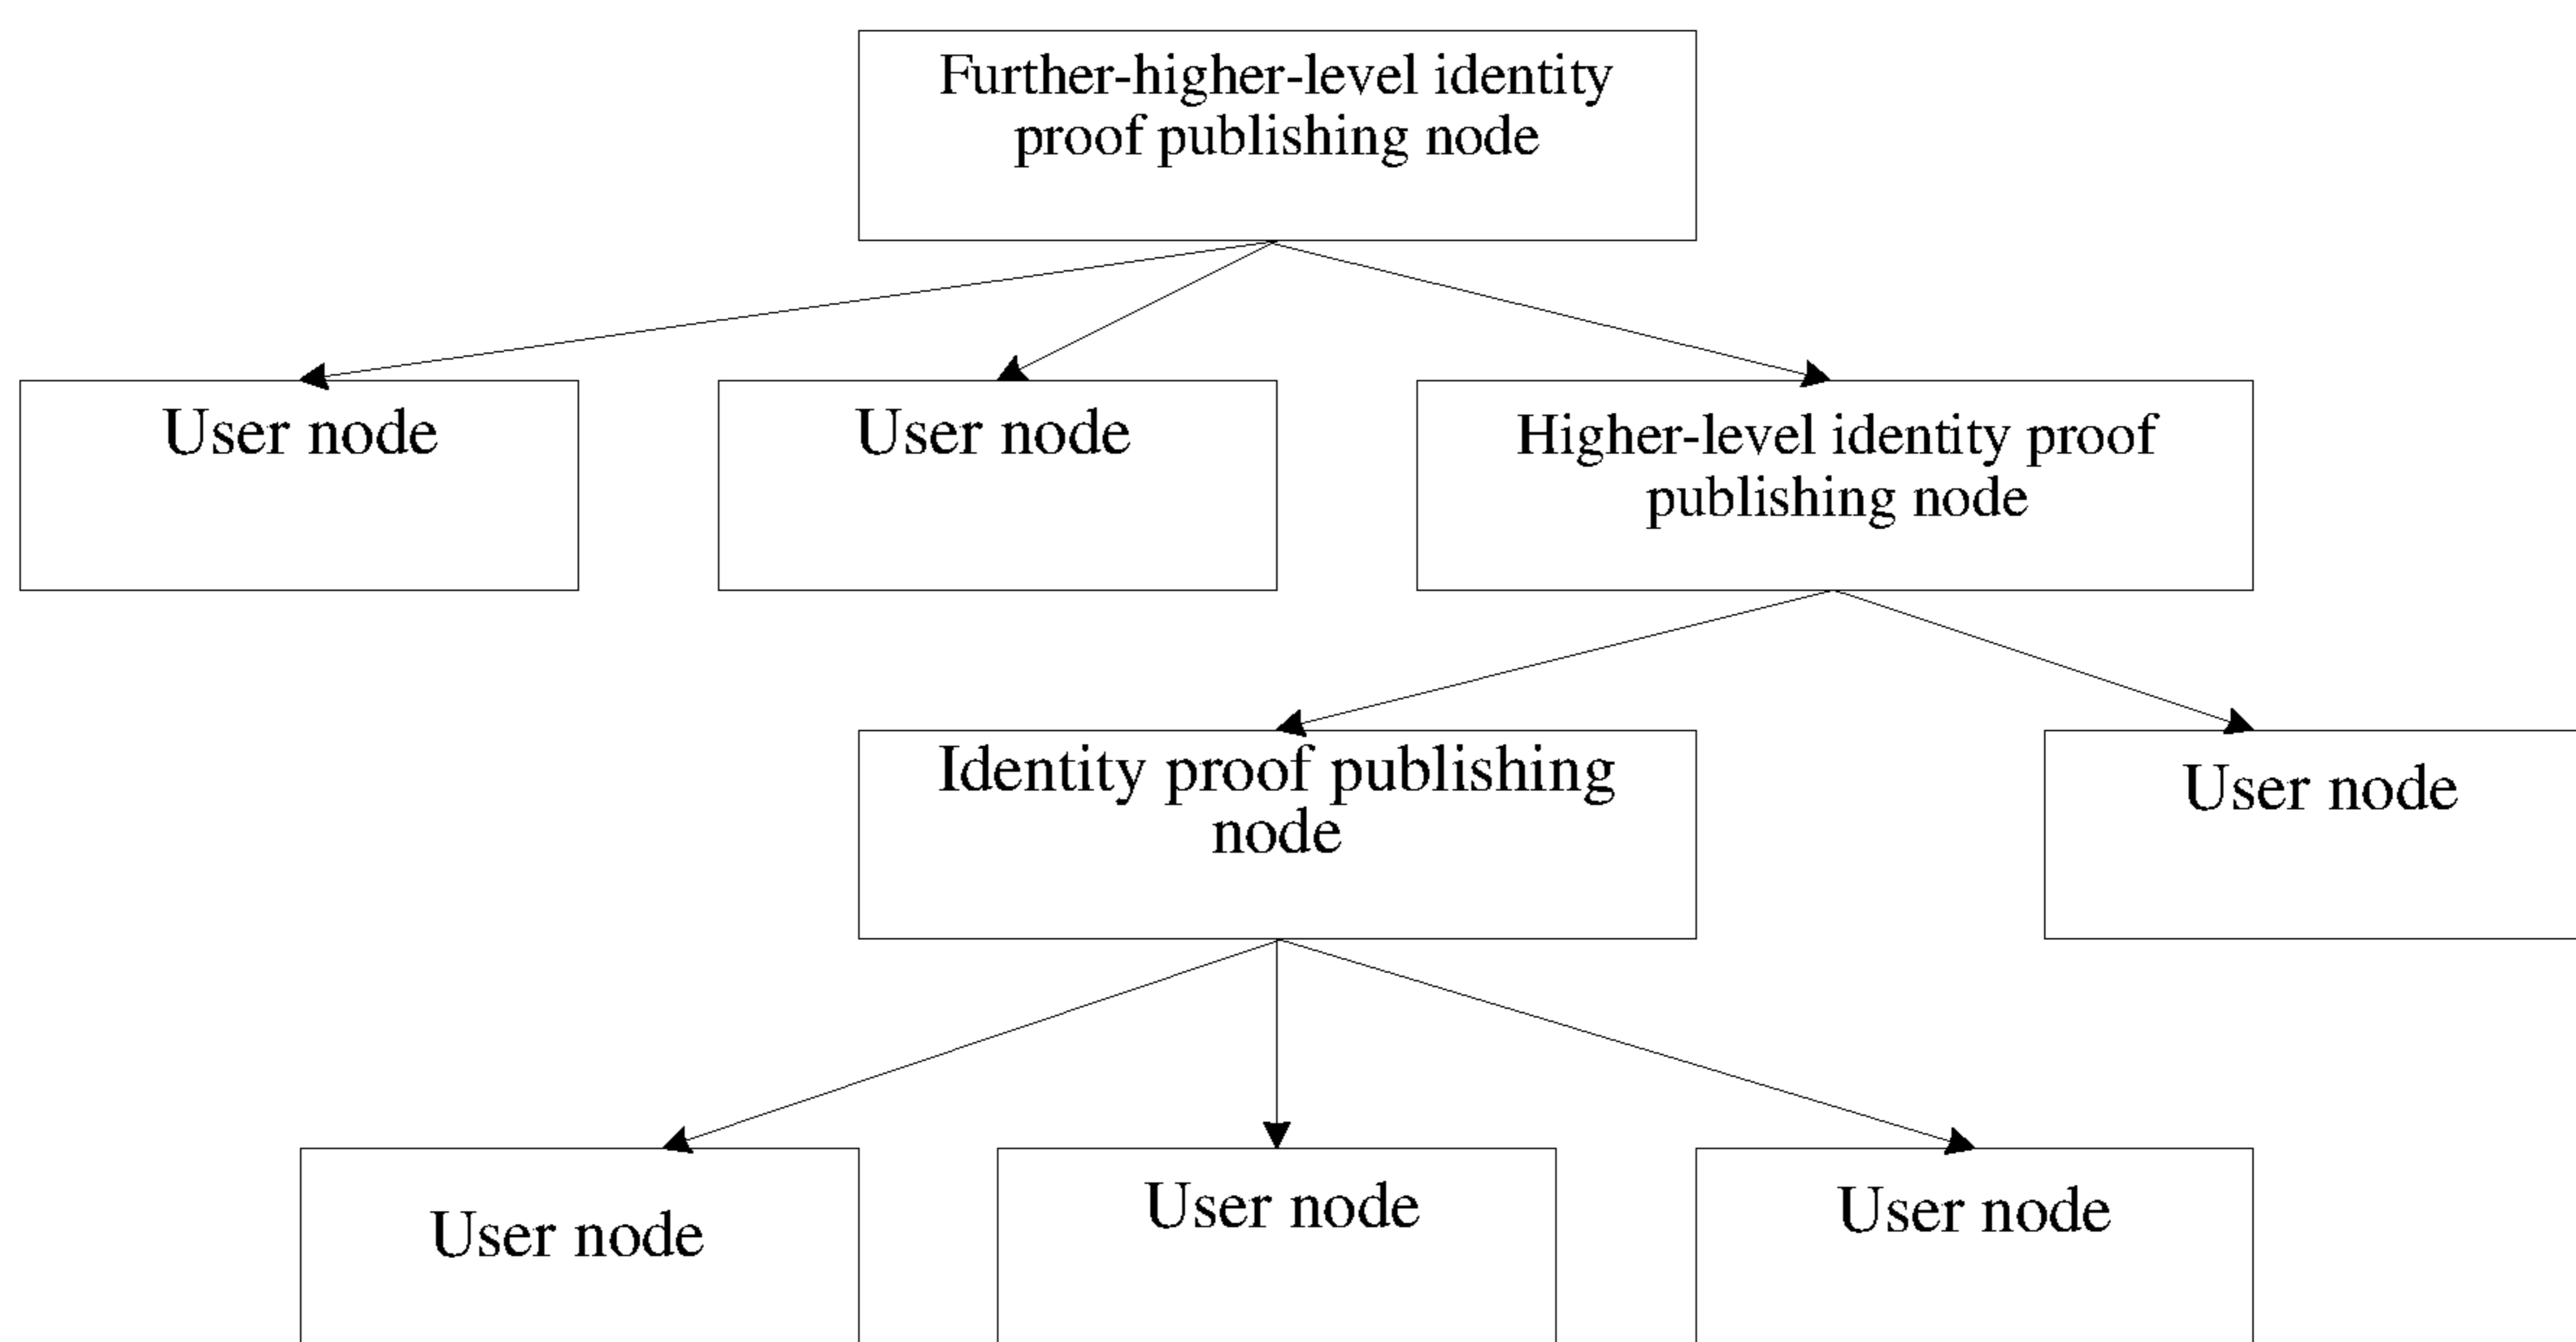 Further-higher-level identity
proof publishing node
User node
User node
Higher-level identity proof
publishing node
Identity proof publishing
node
User node
User node
User node
User node